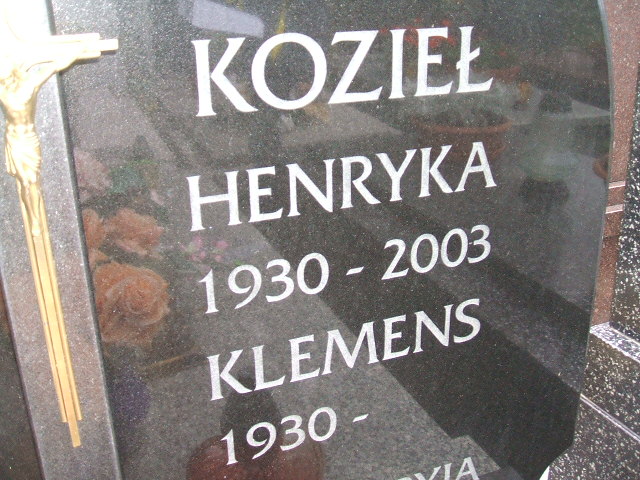 KOZIEŁ
HENRYKA
1930 - 2003
KLEMENS
1930 -